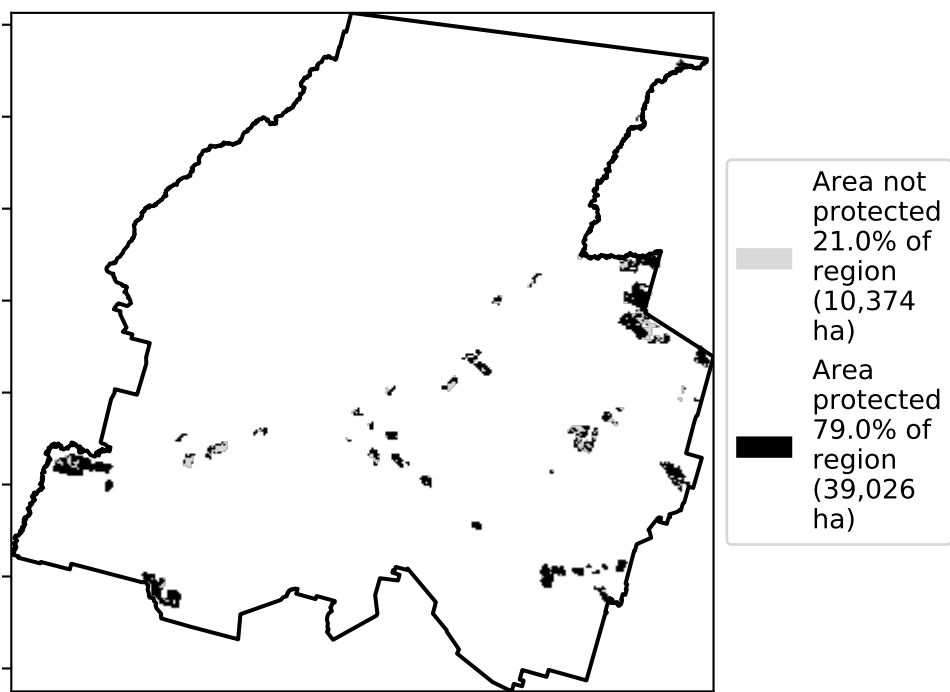 Area not
protected
21.0% of
region
(10,374
ha)
Area
protected
79.0% of
region
(39,026
ha)